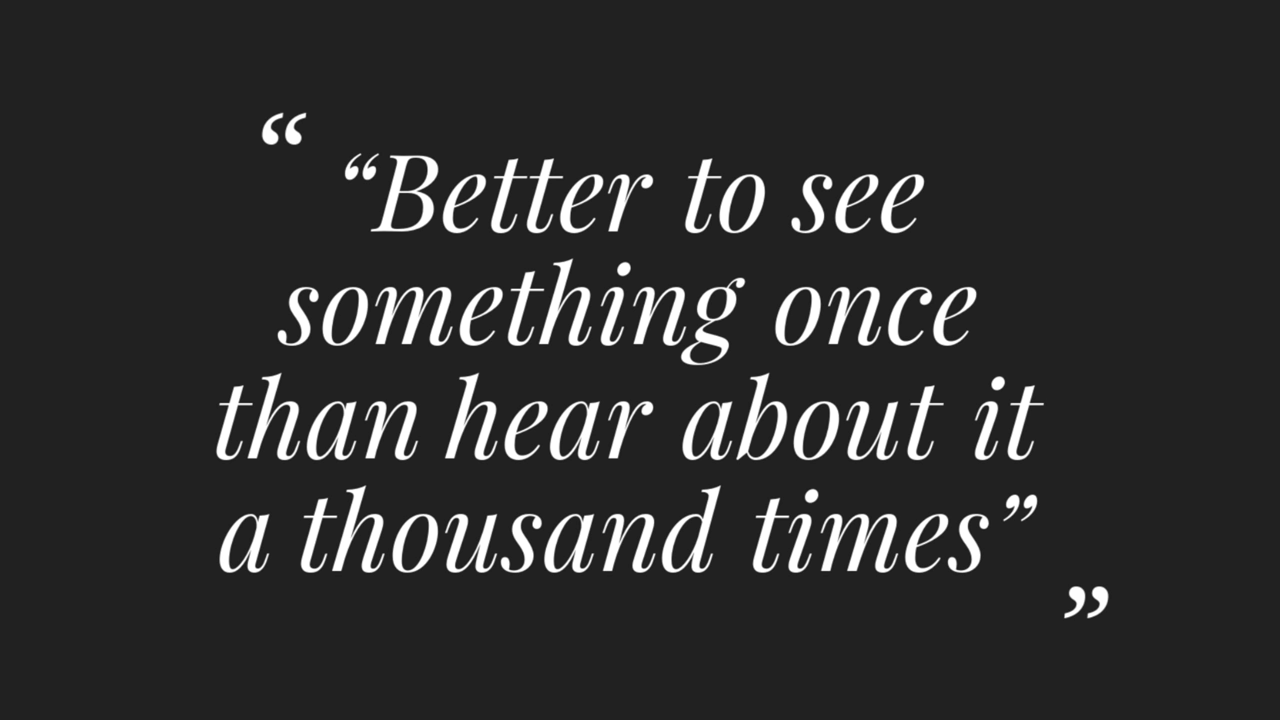 “
“Better to see
something once
than hear about it
a thousand times”
”